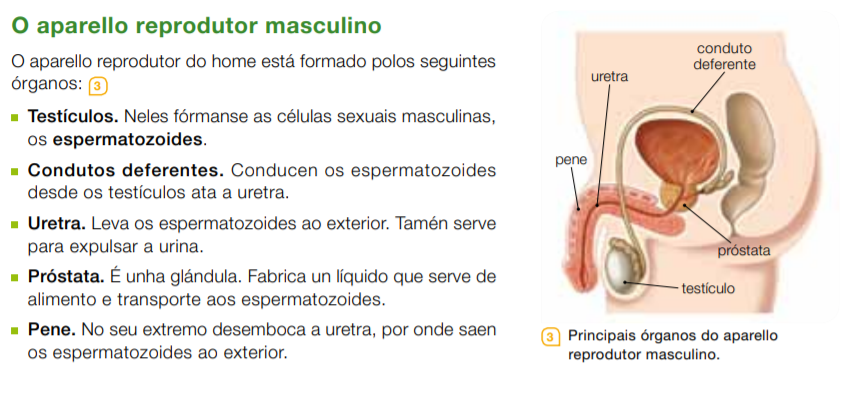 O aparello reprodutor masculino
O aparello reprodutor do home está formado polos seguintes
órganos: 3
Testículos. Neles fórmanse as células sexuais masculinas,
os espermatozoides.
Condutos deferentes. Conducen os espermatozoides
desde os testículos ata a uretra.
Uretra. Leva os espermatozoides ao exterior. Tamén serve
para expulsar a urina.
Próstata. É unha glándula. Fabrica un líquido que serve de
alimento e transporte aos espermatozoides.
Pene. No seu extremo desemboca a uretra, por onde saen
os espermatozoides ao exterior.
conduto
deferente
uretra
pene
próstata
testículo
3 Principais órganos do aparello
reprodutor masculino.